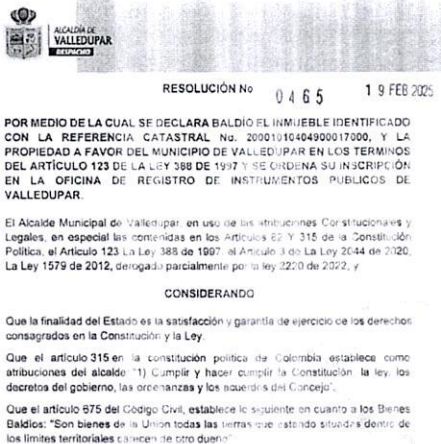 ALCALDÍA DE
VALLEDUPAR
DESPACHO
RESOLUCIÓN No 0465 19 FEB 2025
POR MEDIO DE LA CUAL SE DECLARA BALDÍO EL INMUEBLE IDENTIFICADO
CON LA REFERENCIA CATASTRAL No. 20001010404900017000, Y LA
PROPIEDAD A FAVOR DEL MUNICIPIO DE VALLEDUPAR EN LOS TERMINOS
DEL ARTÍCULO 123 DE LA LEY 388 DE 1997 Y SE ORDENA SU INSCRIPCIÓN
EN LA OFICINA DE REGISTRO DE INSTRUMENTOS PUBLICOS DE
VALLEDUPAR.
El Alcalde Municipal de Valledupar, en uso de las atribuciones Constitucionales y
Legales, en especial las contenidas en los Artículos 82 Y 315 de la Constitución
Política, el Artículo 123 La Ley 388 de 1997, el Artículo 3 de La Ley 2044 de 2020,
La Ley 1579 de 2012, derogado parcialmente por la ley 2220 de 2022, y
CONSIDERANDO
Que la finalidad del Estado es la satisfacción y garantía de ejercicio de los derechos
consagrados en la Constitución y la Ley.
Que el artículo 315 en la constitución política de Colombia establece como
atribuciones del alcalde "1) Cumplir y hacer cumplir la Constitución, la ley, los
decretos del gobierno, las ordenanzas y los acuerdos del Concejo".
Que el artículo 675 del Código Civil, establece lo siguiente en cuanto a los Bienes
Baldíos: "Son bienes de la Unión todas las tierras que estando situadas dentro de
los límites territoriales carecen de otro dueño"